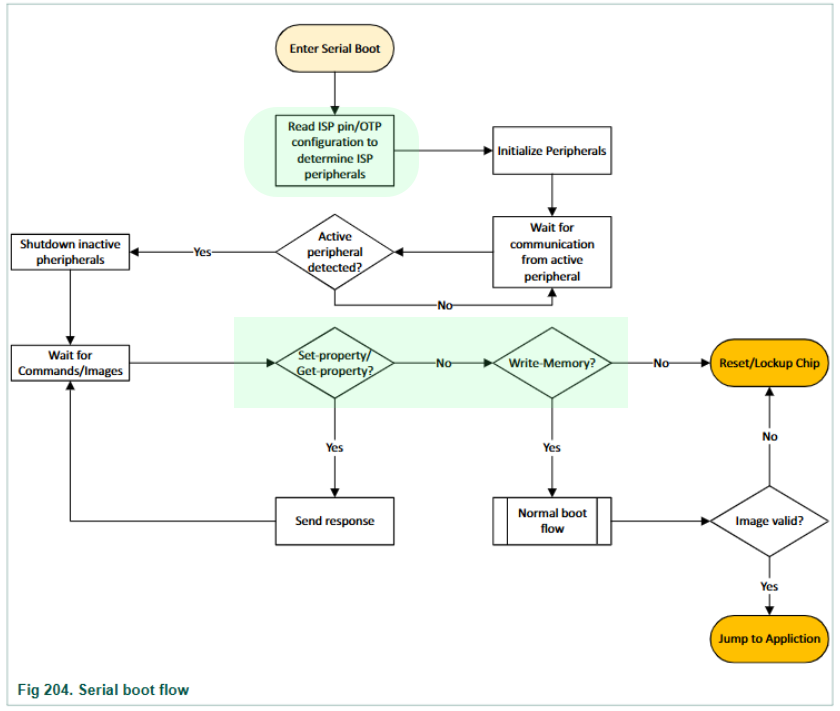 Enter Serial Boot
Read ISP pin/OTP
configuration to
determine ISP
peripherals
Initialize Peripherals
Wait for
communication
from active
peripheral
Active
peripheral
detected?
Yes
No
Shutdown inactive
pheripherals
Wait for
Commands/Images
Set-property/
Get-property?
No
Write-Memory?
No
Reset/Lockup Chip
Yes
Yes
No
Send response
Normal boot
flow
Image valid?
Yes
Jump to Appliction
Fig 204. Serial boot flow